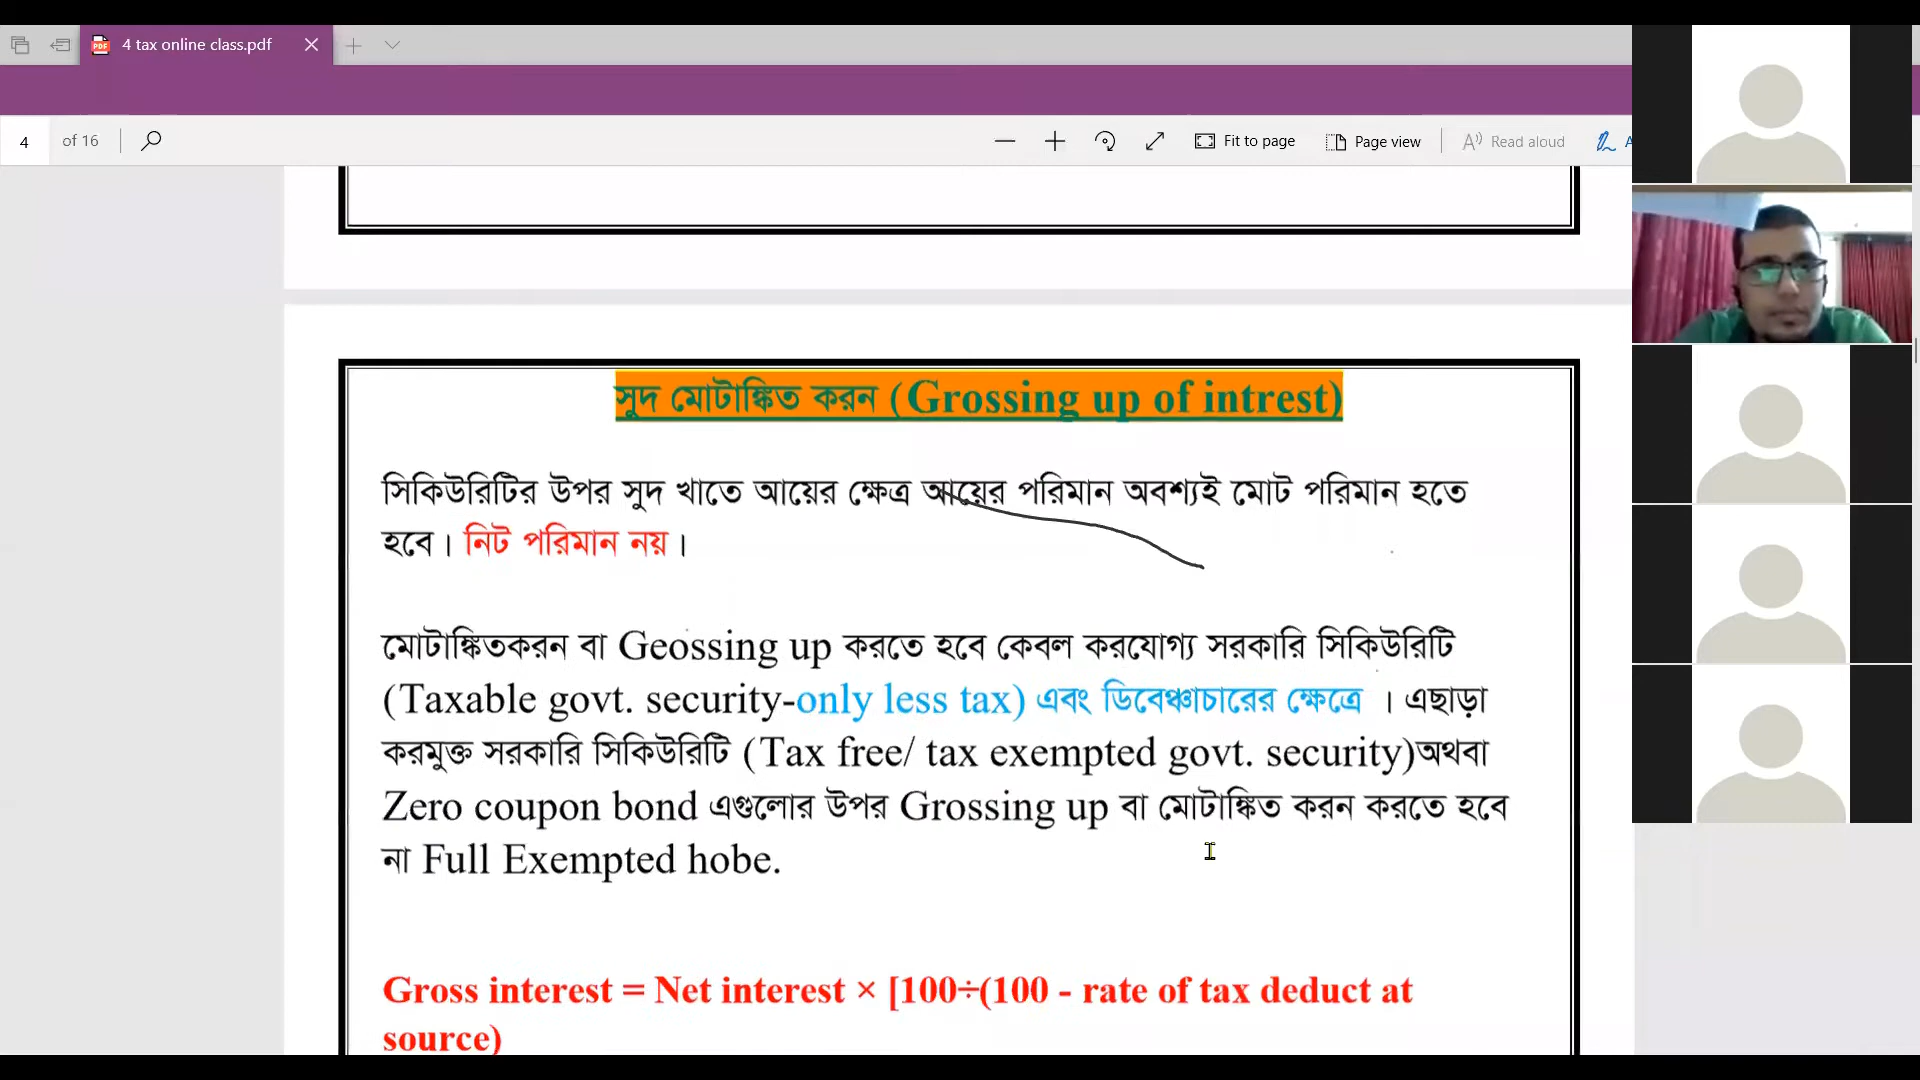 4 tax online class.pdf
4 of 16
Fit to page
Page view
Read aloud
সুদ মোটাঙ্কিত করন (Grossing up of intrest)
সিকিউরিটির উপর সুদ খাতে আয়ের ক্ষেত্র আয়ের পরিমান অবশ্যই মোট পরিমান হতে
হবে। নিট পরিমান নয়।
মোটাঙ্কিতকরন বা Geossing up করতে হবে কেবল করযোগ্য সরকারি সিকিউরিটি
(Taxable govt. security-only less tax) এবং ডিবেঞ্চাচারের ক্ষেত্রে । এছাড়া
করমুক্ত সরকারি সিকিউরিটি (Tax free/ tax exempted govt. security)অথবা
Zero coupon bond এগুলোর উপর Grossing up বা মোটাঙ্কিত করন করতে হবে
না Full Exempted hobe.
Gross interest = Net interest × [100÷(100 - rate of tax deduct at
source)